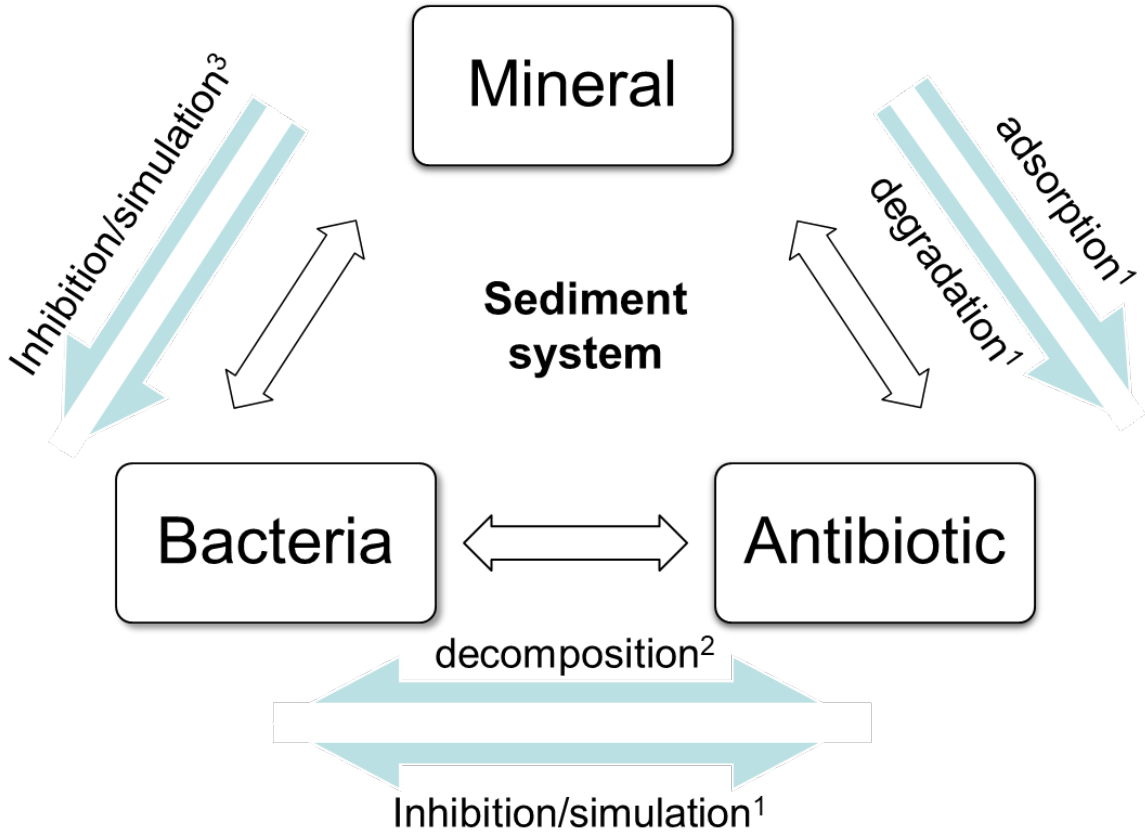 Mineral
Inhibition/simulation³
adsorption¹
degradation¹
Sediment
system
Bacteria
Antibiotic
decomposition²
Inhibition/simulation¹